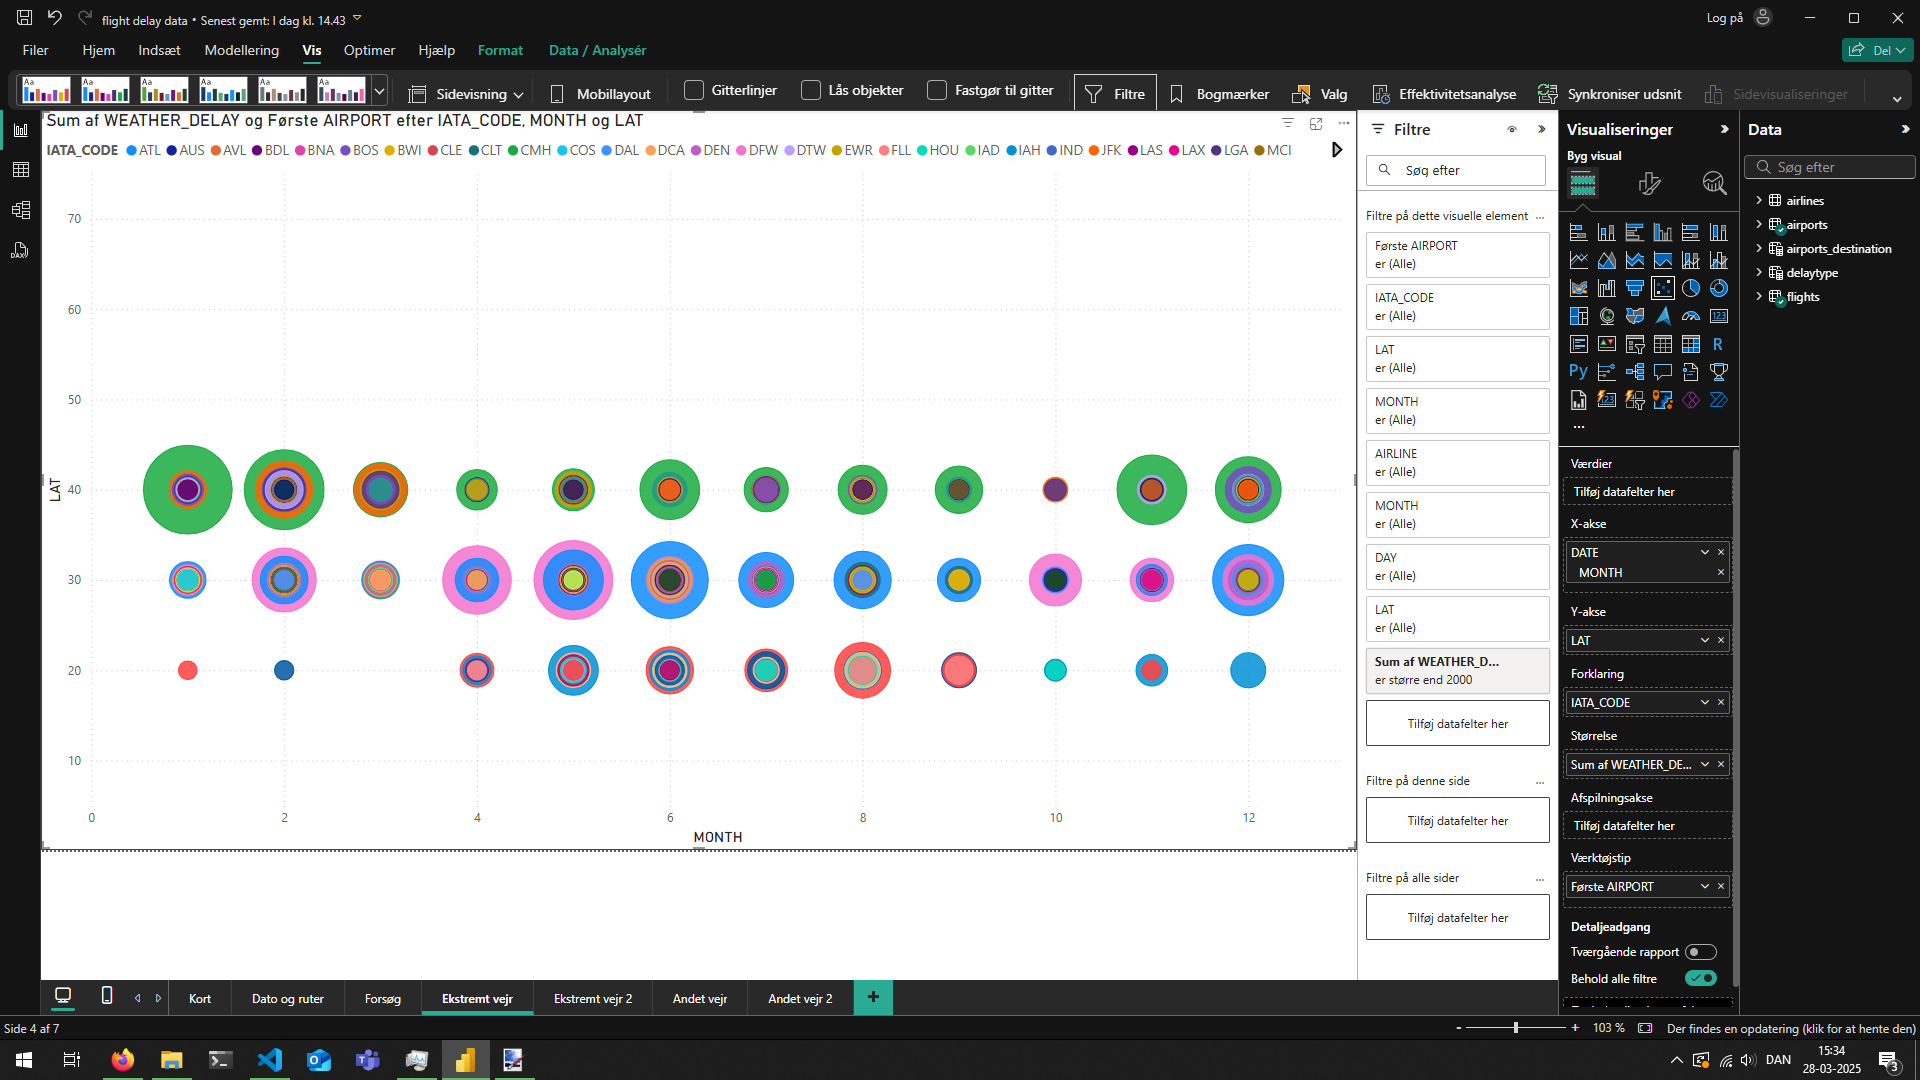 flight delay data • Senest gemt: I dag kl. 14.43
Log på
Filer Hjem Indsæt Vis Modellering Optimer Hjælp Format Data / Analysér
Del
Aa Aa Aa Aa Aa Aa
Sidevisning Mobillayout Gitterlinjer Lås objekter Fastgør til gitter Filtre Bogmærker Valg Effektivitetsanalyse Synkroniser udsnit Sidevisualiseringer
Sum af WEATHER_DELAY og Første AIRPORT efter IATA_CODE, MONTH og LAT
IATA_CODE ATL AUS AVL BDL BNA BOS BWI CLE CLT CMH COS DAL DCA DEN DFW DTW EWR FLL HOU IAD IAH IND JFK LAS LAX LGA MCI
70
60
50
40
30
20
10
LAT
0 2 4 6 8 10 12
MONTH
Filtre
Søg efter
Filtre på dette visuelle element ...
Første AIRPORT
er (Alle)
IATA_CODE
er (Alle)
LAT
er (Alle)
MONTH
er (Alle)
AIRLINE
er (Alle)
MONTH
er (Alle)
DAY
er (Alle)
LAT
er (Alle)
Sum af WEATHER_D...
er større end 2000
Tilføj datafelter her
Filtre på denne side ...
Tilføj datafelter her
Filtre på alle sider ...
Tilføj datafelter her
Visualiseringer
Byg visual
123
R
Py
123
...
Værdier
Tilføj datafelter her
X-akse
DATE
MONTH
Y-akse
LAT
Forklaring
IATA_CODE
Størrelse
Sum af WEATHER_DE...
Afspilningsakse
Tilføj datafelter her
Værktøjstip
Første AIRPORT
Detaljeadgang
Tværgående rapport
Behold alle filtre
Data
Søg efter
airlines
airports
airports_destination
delaytype
flights
DAX
Kort Dato og ruter Forsøg Ekstremt vejr Ekstremt vejr 2 Andet vejr Andet vejr 2 +
Side 4 af 7
- + 103 % Der findes en opdatering (klik for at hente den)
DAN
15:34
28-03-2025
3